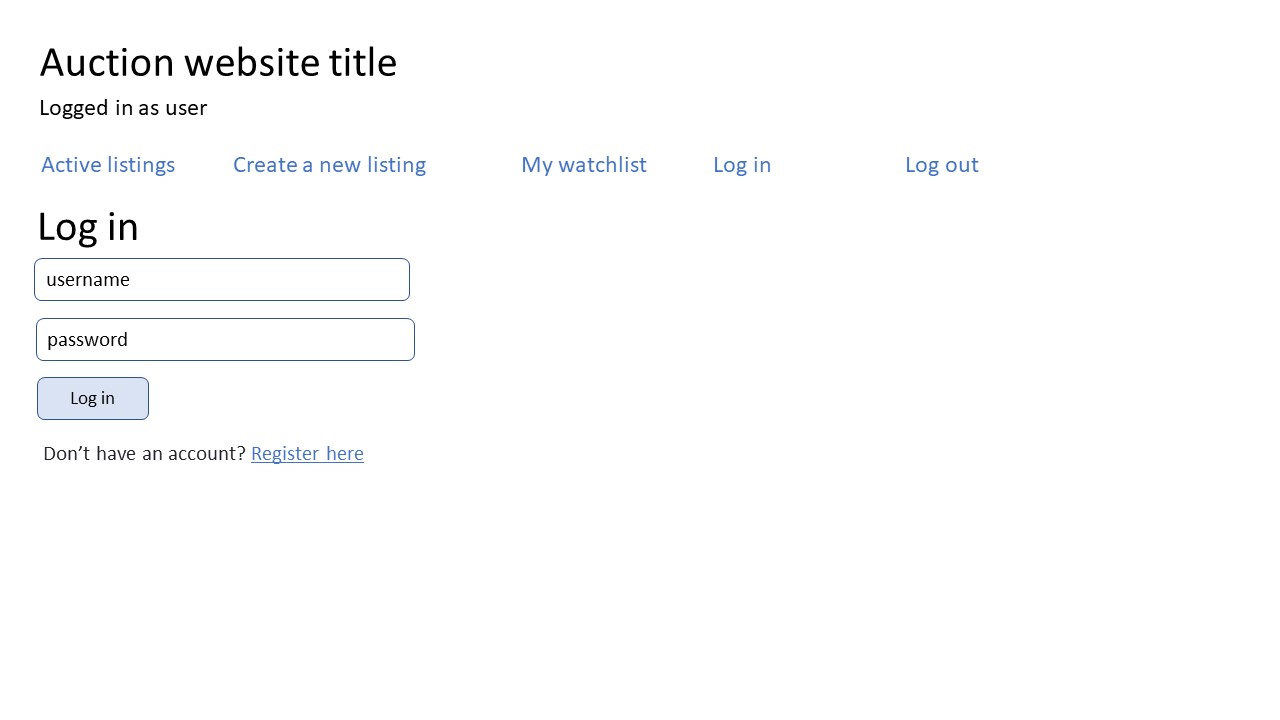 Auction website title
Logged in as user
Active listings Create a new listing My watchlist Log in Log out
Log in
username
password
Log in
Don’t have an account? Register here